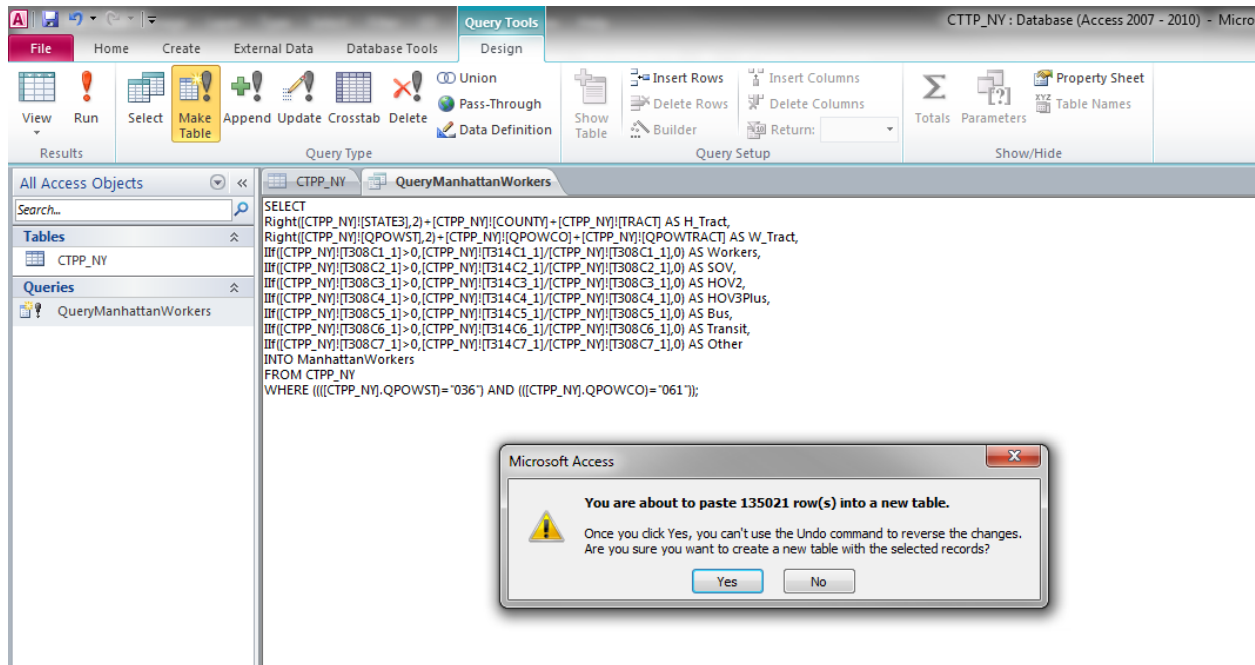 A
Query Tools
CTTP_NY : Database (Access 2007 - 2010) - Micro
File Home Create External Data Database Tools Design
View
Run
Select
Make Table
Append Update Crosstab Delete
Union
Pass-Through
Data Definition
Show Table
Insert Rows
Delete Rows
Builder
Insert Columns
Delete Columns
Return:
Totals
Parameters
Property Sheet
XYZ Table Names
Results
Query Type
Query Setup
Show/Hide
All Access Objects
Search...
Tables
CTPP_NY
Queries
QueryManhattanWorkers
CTPP_NY
QueryManhattanWorkers
SELECT
Right([CTPP_NY]![STATE3],2)+[CTPP_NY]![COUNTY]+[CTPP_NY]![TRACT] AS H_Tract,
Right([CTPP_NY]![QPOWST],2)+[CTPP_NY]![QPOWCO]+[CTPP_NY]![QPOWTRACT] AS W_Tract,
IIf([CTPP_NY]![T308C1_1]>0,[CTPP_NY]![T314C1_1]/[CTPP_NY]![T308C1_1],0) AS Workers,
IIf([CTPP_NY]![T308C2_1]>0,[CTPP_NY]![T314C2_1]/[CTPP_NY]![T308C2_1],0) AS SOV,
IIf([CTPP_NY]![T308C3_1]>0,[CTPP_NY]![T314C3_1]/[CTPP_NY]![T308C3_1],0) AS HOV2,
IIf([CTPP_NY]![T308C4_1]>0,[CTPP_NY]![T314C4_1]/[CTPP_NY]![T308C4_1],0) AS HOV3Plus,
IIf([CTPP_NY]![T308C5_1]>0,[CTPP_NY]![T314C5_1]/[CTPP_NY]![T308C5_1],0) AS Bus,
IIf([CTPP_NY]![T308C6_1]>0,[CTPP_NY]![T314C6_1]/[CTPP_NY]![T308C6_1],0) AS Transit,
IIf([CTPP_NY]![T308C7_1]>0,[CTPP_NY]![T314C7_1]/[CTPP_NY]![T308C7_1],0) AS Other
INTO ManhattanWorkers
FROM CTPP_NY
WHERE ((([CTPP_NY].QPOWST)="036") AND (([CTPP_NY].QPOWCO)="061"));
Microsoft Access
You are about to paste 135021 row(s) into a new table.
Once you click Yes, you can't use the Undo command to reverse the changes.
Are you sure you want to create a new table with the selected records?
Yes
No